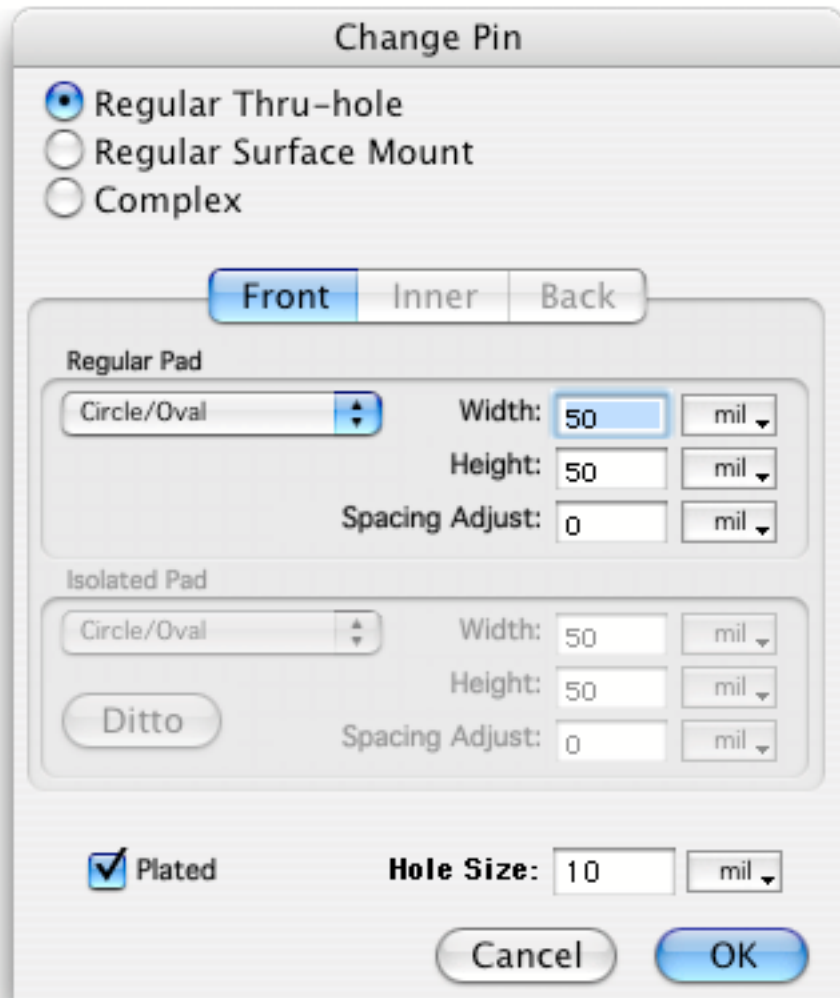 Change Pin
Regular Thru-hole
Regular Surface Mount
Complex
Front Inner Back
Regular Pad
Circle/Oval Width: 50 mil
Height: 50 mil
Spacing Adjust: 0 mil
Isolated Pad
Circle/Oval Width: 50 mil
Height: 50 mil
Ditto
Spacing Adjust: 0 mil
Plated Hole Size: 10 mil
Cancel OK